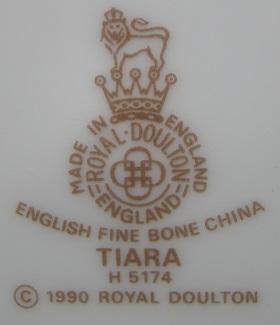 MADE IN ENGLAND
ROYAL · DOULTON
ENGLAND
ENGLISH FINE BONE CHINA
TIARA
H 5174
© 1990 ROYAL DOULTON